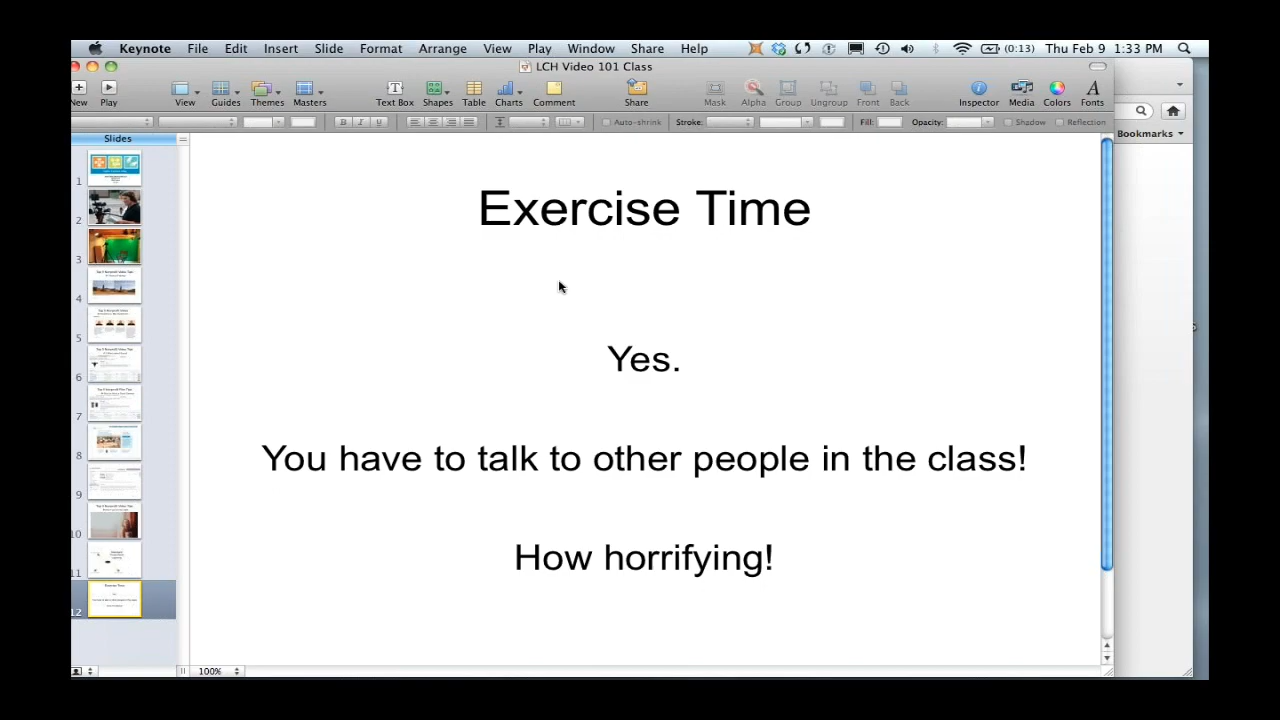 Keynote File Edit Insert Slide Format Arrange View Play Window Share Help (0:13) Thu Feb 9 1:33 PM
LCH Video 101 Class
New Play View Guides Themes Masters Text Box Shapes Table Charts Comment Share Mask Alpha Group Ungroup Front Back Inspector Media Colors Fonts
B I U Auto-shrink Stroke: Fill: Opacity: Shadow Reflection
Bookmarks
Slides
1
2
3
4
5
6
7
8
9
10
11
12
Exercise Time
Yes.
You have to talk to other people in the class!
How horrifying!
100%